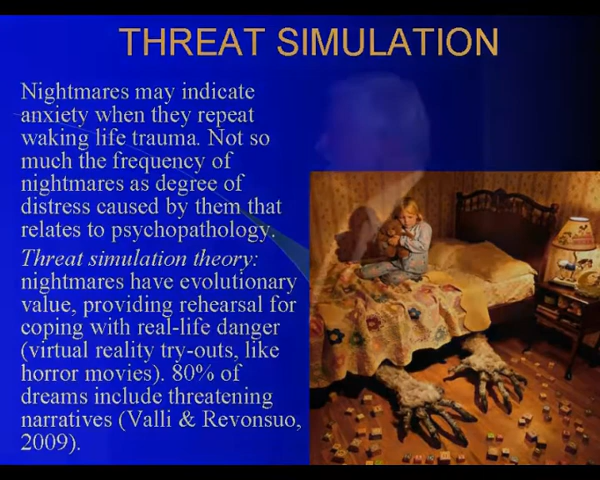 THREAT SIMULATION
Nightmares may indicate
anxiety when they repeat
waking life trauma. Not so
much the frequency of
nightmares as degree of
distress caused by them that
relates to psychopathology.
Threat simulation theory:
nightmares have evolutionary
value, providing rehearsal for
coping with real-life danger
(virtual reality try-outs, like
horror movies). 80% of
dreams include threatening
narratives (Valli & Revonsuo,
2009).